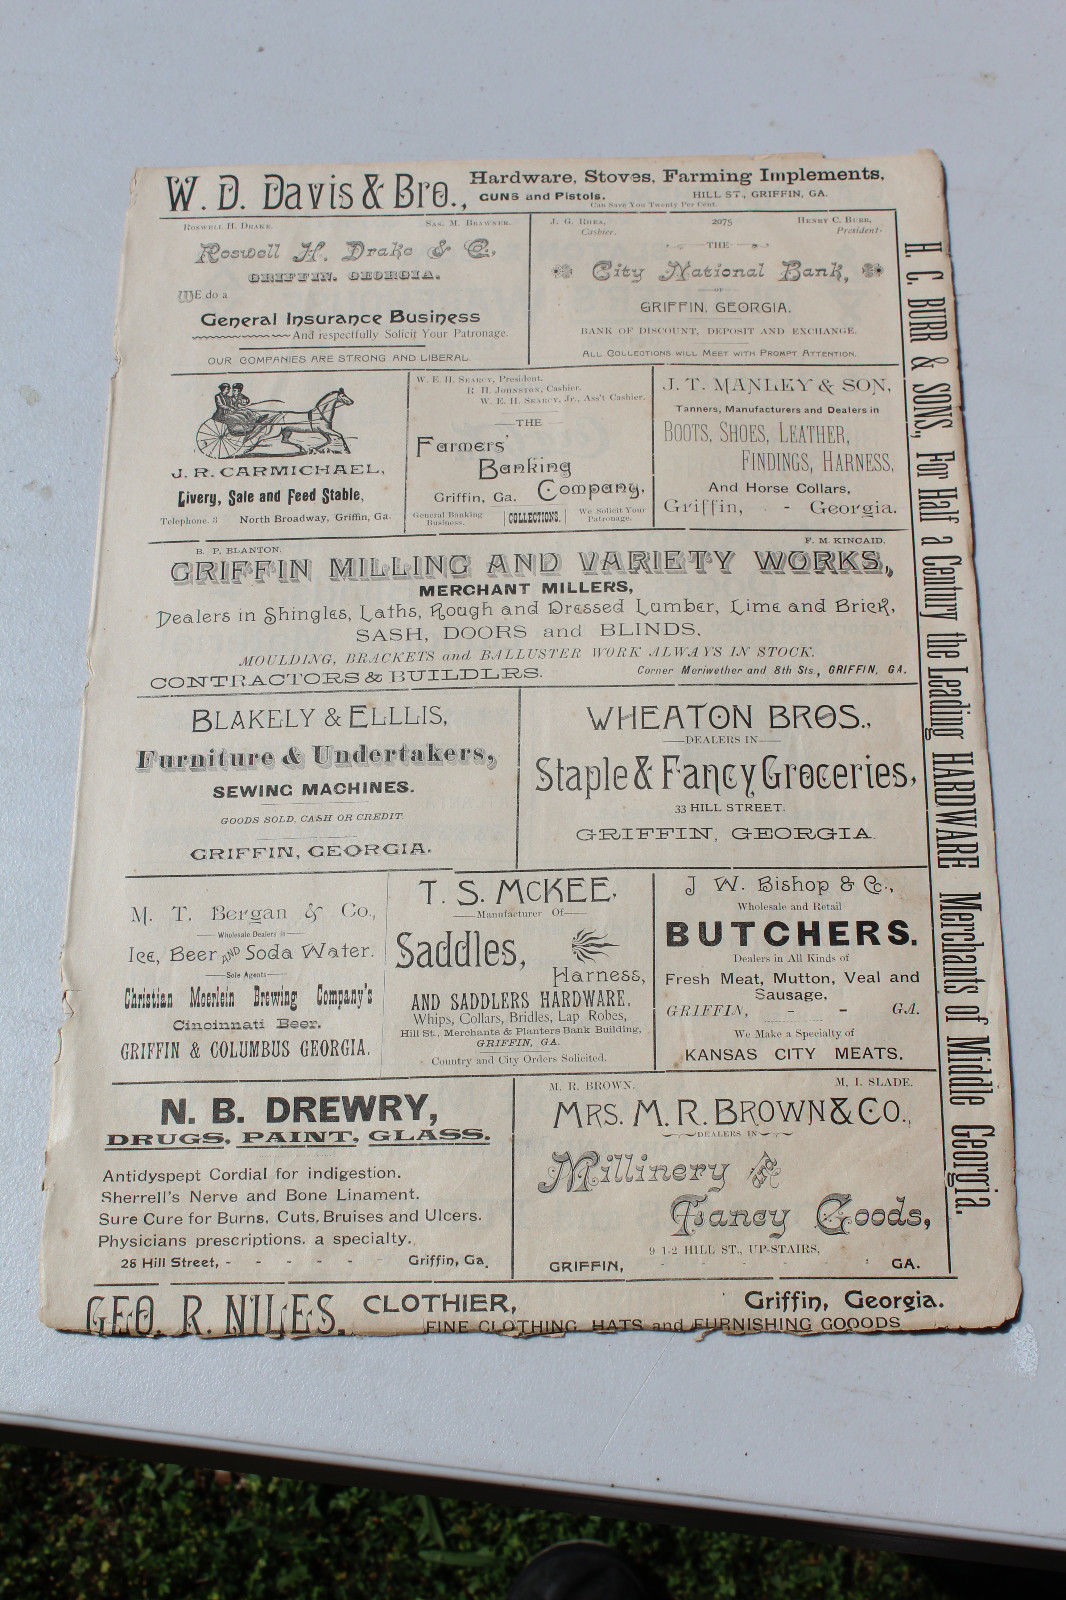 W. D. Davis & Bro.,
Hardware, Stoves, Farming Implements,
GUNS and Pistols.
HILL ST., GRIFFIN, GA.
Can Save You Twenty Per Cent.
ROSWELL H. DRAKE.
SAS. M. BRAWNER.
Roswell H. Drake & C.,
GRIFFIN, GEORGIA.
WE do a
General Insurance Business
And respectfully Solicit Your Patronage.
OUR COMPANIES ARE STRONG AND LIBERAL.
J. G. RHEA,
Cashier.
2075
HENRY C. BURR,
President-
THE
City National Bank,
OF
GRIFFIN, GEORGIA.
BANK OF DISCOUNT, DEPOSIT AND EXCHANGE.
ALL COLLECTIONS WILL MEET WITH PROMPT ATTENTION.
J. R. CARMICHAEL,
Livery, Sale and Feed Stable,
Telephone. 3 North Broadway, Griffin, Ga.
W. E. H. SEARCY, President.
R. H. JOHNSTON, Cashier.
W. E. H. SEARCY, Jr., Ass't Cashier.
THE
Farmers'
Banking
Company,
Griffin, Ga.
General Banking
Business.
COLLECTIONS.
We Solicit Your
Patronage.
J. T. MANLEY & SON,
Tanners, Manufacturers and Dealers in
BOOTS, SHOES, LEATHER,
FINDINGS, HARNESS,
And Horse Collars,
Griffin, - - Georgia.
B. P. BLANTON.
F. M. KINCAID.
GRIFFIN MILLING AND VARIETY WORKS,,
MERCHANT MILLERS,
Dealers in Shingles, Laths, Rough and Dressed Lumber, Lime and Brick,
SASH, DOORS and BLINDS.
MOULDING, BRACKETS and BALLUSTER WORK ALWAYS IN STOCK.
CONTRACTORS & BUILDERS.
Corner Meriwether and 8th Sts., GRIFFIN, GA.
BLAKELY & ELLLIS,
Furniture & Undertakers,
SEWING MACHINES.
GOODS SOLD, CASH OR CREDIT.
GRIFFIN, GEORGIA.
WHEATON BROS.,
DEALERS IN
Staple & Fancy Groceries,
33 HILL STREET.
GRIFFIN, GEORGIA.
M. T. Bergan & Co.,
Wholesale Dealers in
Ice, Beer AND Soda Water.
Sole Agents
Christian Moerlein Brewing Company's
Cincinnati Beer.
GRIFFIN & COLUMBUS GEORGIA.
T. S. McKEE,
Manufacturer Of
Saddles,
Harness,
AND SADDLERS HARDWARE.
Whips, Collars, Bridles, Lap Robes,
Hill St., Merchants & Planters Bank Building,
GRIFFIN, GA.
Country and City Orders Solicited.
J W. Bishop & Cc.,
Wholesale and Retail
BUTCHERS.
Dealers in All Kinds of
Fresh Meat, Mutton, Veal and
Sausage,
GRIFFIN, - - GA.
We Make a Specialty of
KANSAS CITY MEATS.
N. B. DREWRY,
DRUGS, PAINT, GLASS.
Antidyspept Cordial for indigestion.
Sherrell's Nerve and Bone Linament.
Sure Cure for Burns, Cuts, Bruises and Ulcers.
Physicians prescriptions, a specialty.
28 Hill Street, - - - - - Griffin, Ga.
M. R. BROWN.
M. I. SLADE.
MRS. M. R. BROWN & CO.,
DEALERS IN
Millinery AND
Fancy Goods,
9 1-2 HILL ST., UP-STAIRS,
GRIFFIN, - - - - GA.
GEO. R. NILES,
CLOTHIER,
Griffin, Georgia.
FINE CLOTHING, HATS and FURNISHING GOOODS
H. C. BURR & SONS, For Half a Century the Leading HARDWARE Merchants of Middle Georgia.